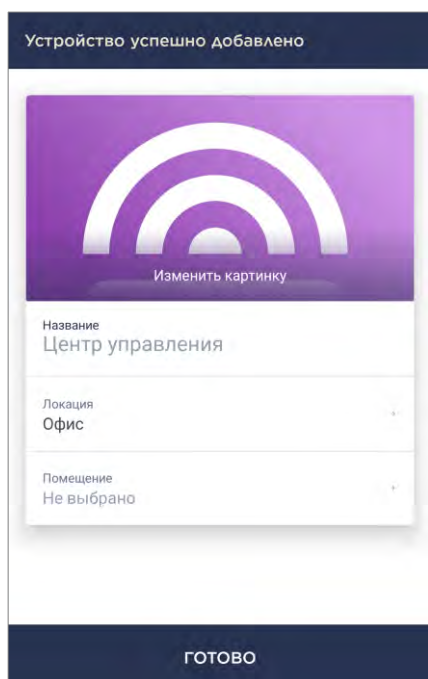 Устройство успешно добавлено
Изменить картинку
Название
Центр управления
Локация
Офис
Помещение
Не выбрано
ГОТОВО